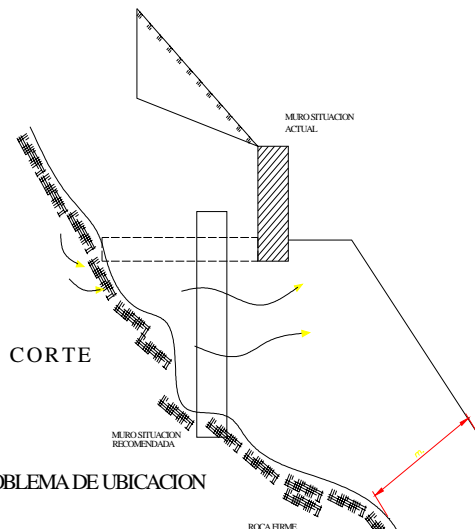 MURO SITUACION
ACTUAL
CORTE
MURO SITUACION
RECOMENDADA
OBLEMA DE UBICACION
ROCA FIRME